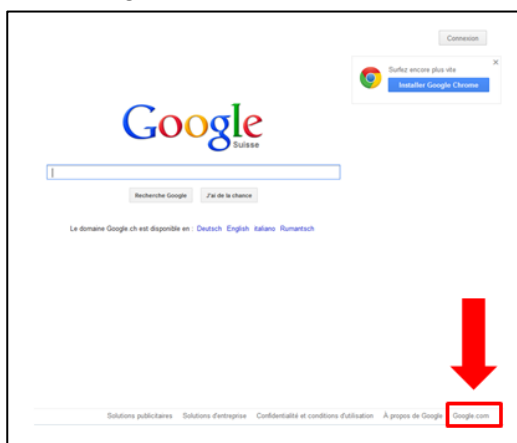 Connexion
Surfez encore plus vite
Installer Google Chrome
Google
Suisse
Recherche Google J'ai de la chance
Le domaine Google.ch est disponible en : Deutsch English italiano Rumantsch
Solutions publicitaires Solutions d'entreprise Confidentialité et conditions d'utilisation À propos de Google Google.com